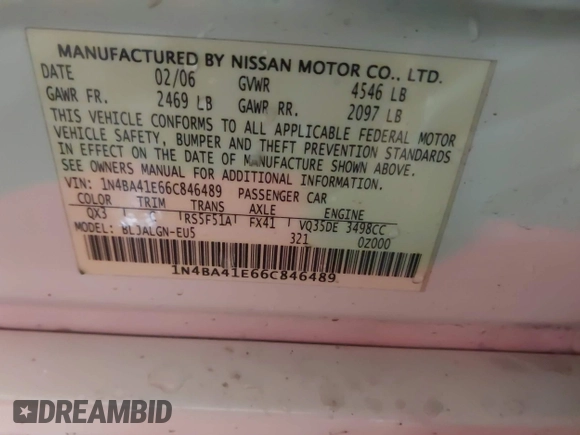 MANUFACTURED BY NISSAN MOTOR CO., LTD.
DATE 02/06 GVWR 4546 LB
GAWR FR. 2469 LB GAWR RR. 2097 LB
THIS VEHICLE CONFORMS TO ALL APPLICABLE FEDERAL MOTOR
VEHICLE SAFETY, BUMPER AND THEFT PREVENTION STANDARDS
IN EFFECT ON THE DATE OF MANUFACTURE SHOWN ABOVE.
SEE OWNERS MANUAL FOR ADDITIONAL INFORMATION.
VIN: 1N4BA41E66C846489 PASSENGER CAR
COLOR TRIM TRANS AXLE ENGINE
QX3 RS5F51A FX41 VQ35DE 3498CC
MODEL: BLJALGN-EU5 321 0Z000
1N4BA41E66C846489
DREAMBID